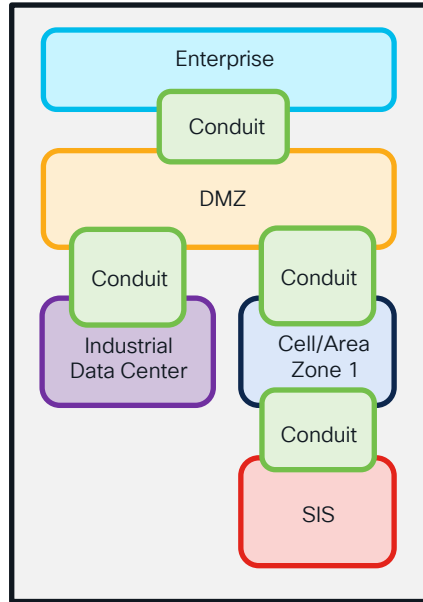 Enterprise
Conduit
DMZ
Conduit
Conduit
Industrial
Data Center
Cell/Area
Zone 1
Conduit
SIS